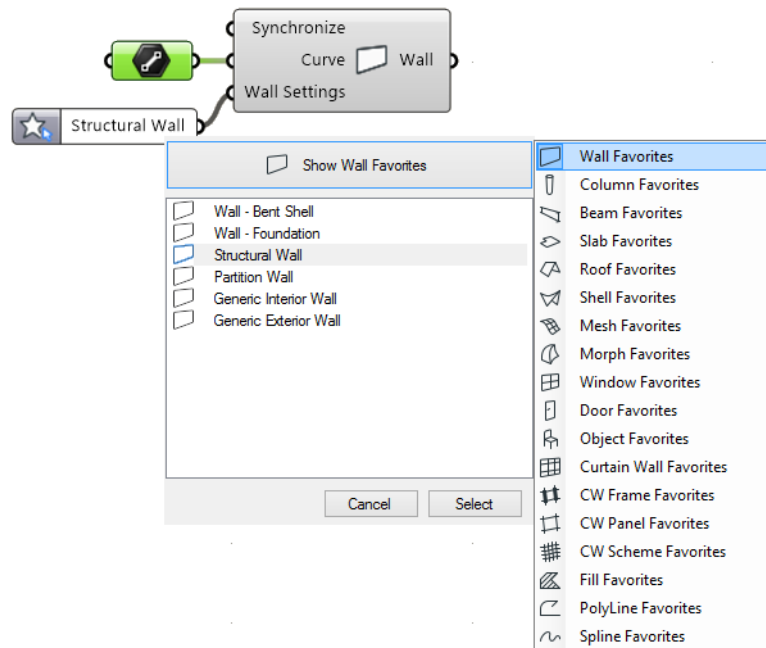 Synchronize
Curve Wall
Wall Settings
Structural Wall
Show Wall Favorites
Wall - Bent Shell
Wall - Foundation
Structural Wall
Partition Wall
Generic Interior Wall
Generic Exterior Wall
Cancel Select
Wall Favorites
Column Favorites
Beam Favorites
Slab Favorites
Roof Favorites
Shell Favorites
Mesh Favorites
Morph Favorites
Window Favorites
Door Favorites
Object Favorites
Curtain Wall Favorites
CW Frame Favorites
CW Panel Favorites
CW Scheme Favorites
Fill Favorites
PolyLine Favorites
Spline Favorites